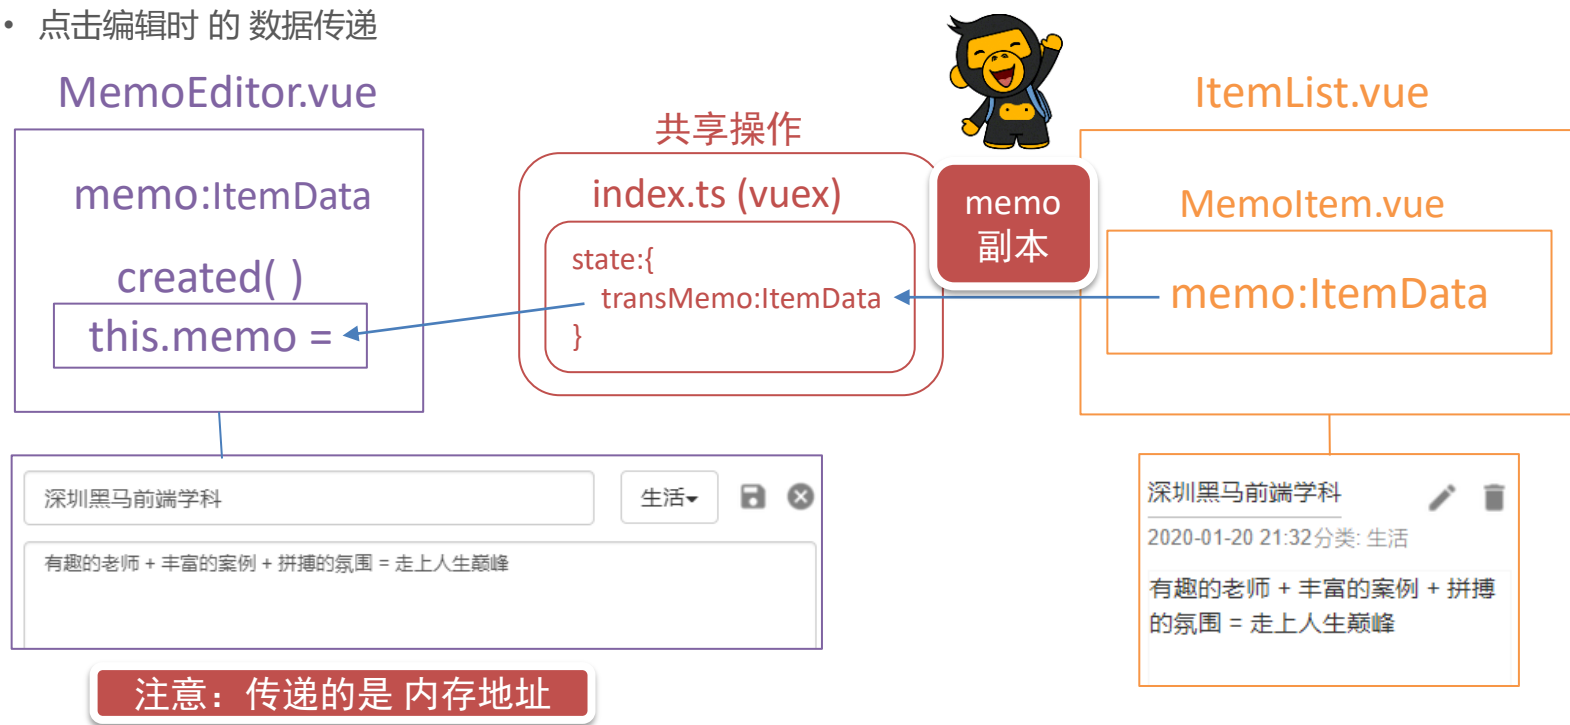 • 点击编辑时 的 数据传递
MemoEditor.vue
memo:ItemData
created( )
this.memo =
共享操作
index.ts (vuex)
state:{
transMemo:ItemData
}
memo
副本
ItemList.vue
MemoItem.vue
memo:ItemData
深圳黑马前端学科
生活
有趣的老师 + 丰富的案例 + 拼搏的氛围 = 走上人生巅峰
深圳黑马前端学科
2020-01-20 21:32分类: 生活
有趣的老师 + 丰富的案例 + 拼搏
的氛围 = 走上人生巅峰
注意：传递的是 内存地址